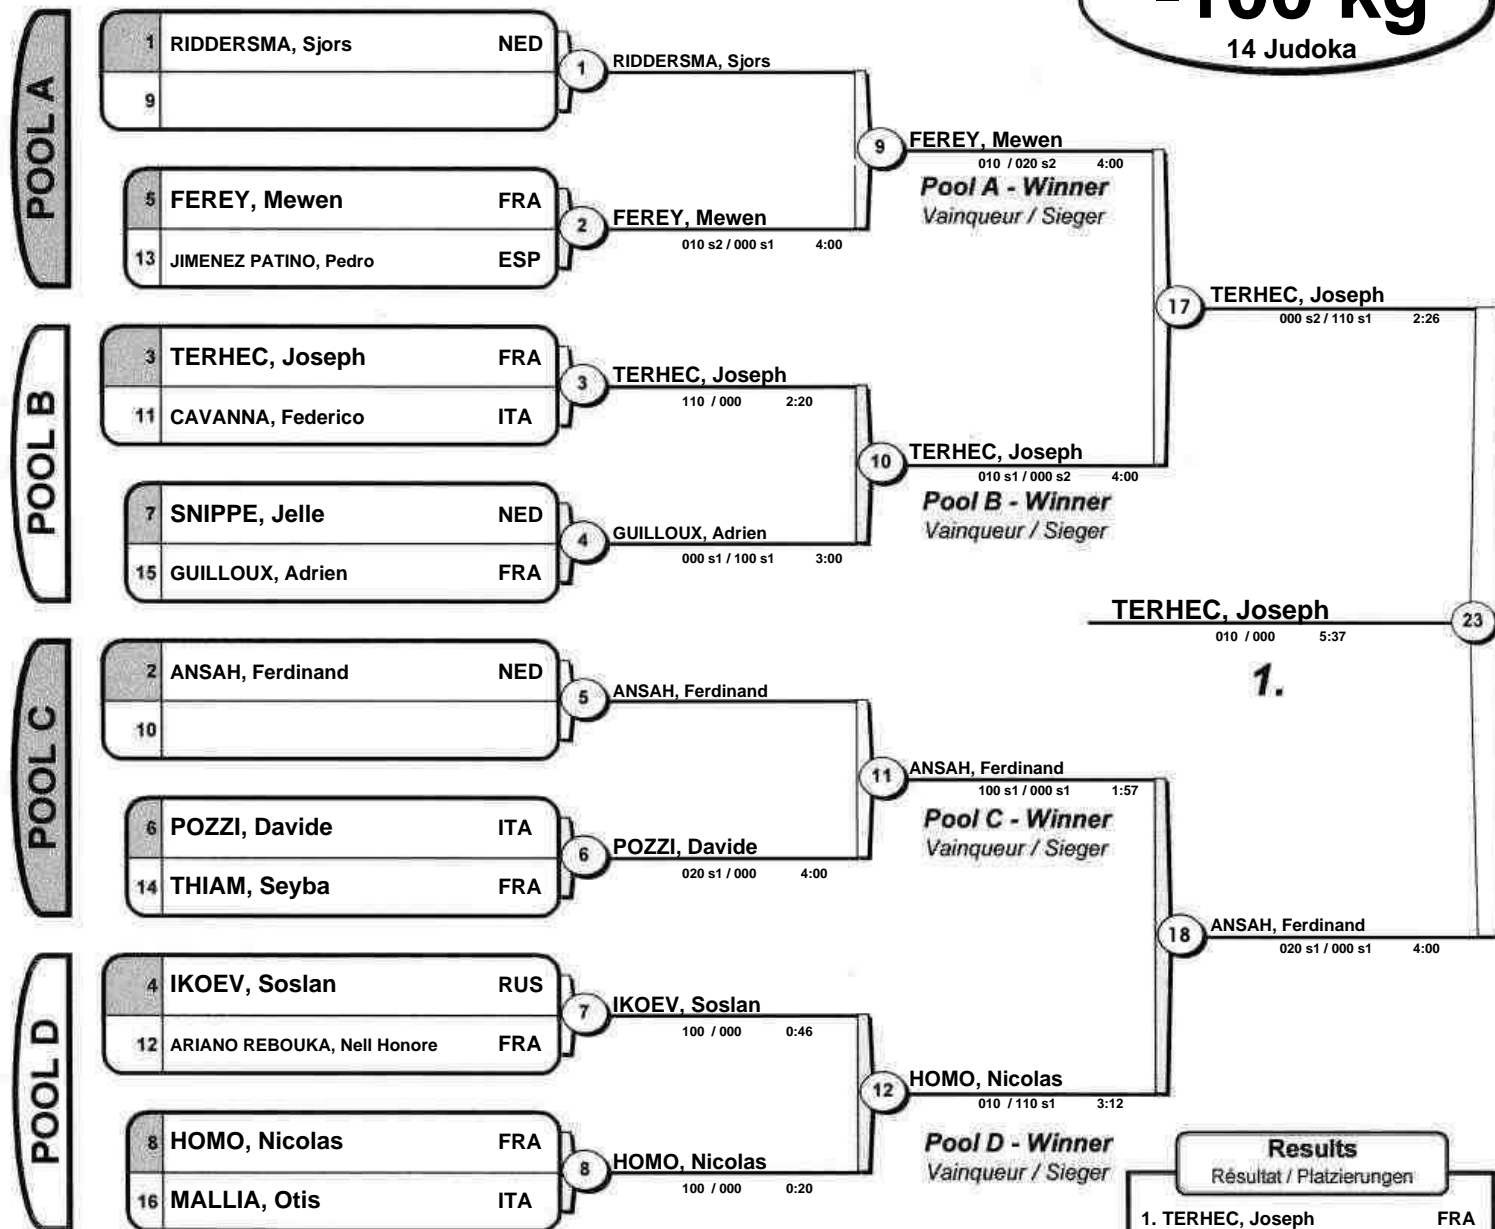 -100 kg
14 Judoka
POOL A
1 RIDDERSMA, Sjors NED
9
1
RIDDERSMA, Sjors
5 FEREY, Mewen FRA
13 JIMENEZ PATINO, Pedro ESP
2
FEREY, Mewen
010 s2 / 000 s1 4:00
9
FEREY, Mewen
010 / 020 s2 4:00
Pool A - Winner
Vainqueur / Sieger
POOL B
3 TERHEC, Joseph FRA
11 CAVANNA, Federico ITA
3
TERHEC, Joseph
110 / 000 2:20
7 SNIPPE, Jelle NED
15 GUILLOUX, Adrien FRA
4
GUILLOUX, Adrien
000 s1 / 100 s1 3:00
10
TERHEC, Joseph
010 s1 / 000 s2 4:00
Pool B - Winner
Vainqueur / Sieger
17
TERHEC, Joseph
000 s2 / 110 s1 2:26
TERHEC, Joseph
010 / 000 5:37
23
1.
POOL C
2 ANSAH, Ferdinand NED
10
5
ANSAH, Ferdinand
6 POZZI, Davide ITA
14 THIAM, Seyba FRA
6
POZZI, Davide
020 s1 / 000 4:00
11
ANSAH, Ferdinand
100 s1 / 000 s1 1:57
Pool C - Winner
Vainqueur / Sieger
POOL D
4 IKOEV, Soslan RUS
12 ARIANO REBOUKA, Nell Honore FRA
7
IKOEV, Soslan
100 / 000 0:46
8 HOMO, Nicolas FRA
16 MALLIA, Otis ITA
8
HOMO, Nicolas
100 / 000 0:20
12
HOMO, Nicolas
010 / 110 s1 3:12
Pool D - Winner
Vainqueur / Sieger
18
ANSAH, Ferdinand
020 s1 / 000 s1 4:00
Results
Résultat / Platzierungen
1. TERHEC, Joseph FRA